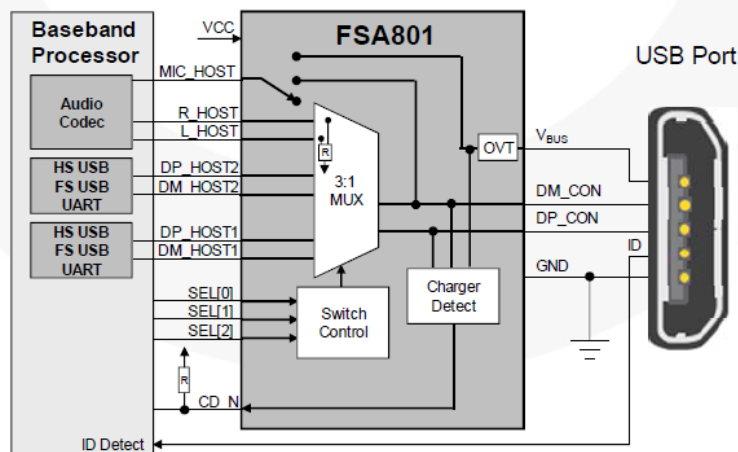 Baseband
Processor
Audio
Codec
HS USB
FS USB
UART
HS USB
FS USB
UART
VCC
MIC_HOST
R_HOST
L_HOST
DP_HOST2
DM_HOST2
DP_HOST1
DM_HOST1
SEL[0]
SEL[1]
SEL[2]
R
CD_N
ID Detect
FSA801
R
3:1
MUX
Switch
Control
OVT
Charger
Detect
USB Port
VBUS
DM_CON
DP_CON
ID
GND